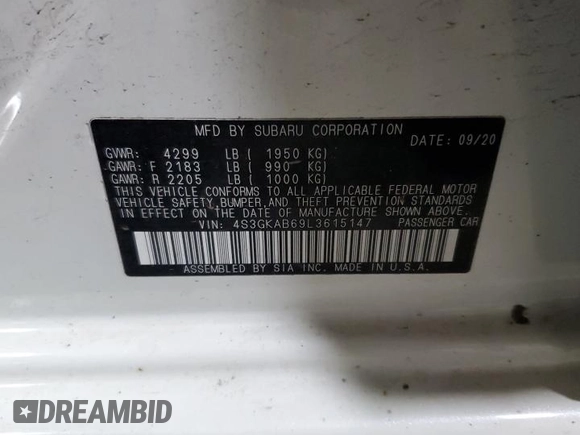 MFD BY SUBARU CORPORATION
DATE: 09/20
GVWR: 4299 LB ( 1950 KG)
GAWR: F 2183 LB ( 990 KG)
GAWR: R 2205 LB ( 1000 KG)
THIS VEHICLE CONFORMS TO ALL APPLICABLE FEDERAL MOTOR
VEHICLE SAFETY, BUMPER, AND THEFT PREVENTION STANDARDS
IN EFFECT ON THE DATE OF MANUFACTURE SHOWN ABOVE.
VIN: 4S3GKAB69L3615147 PASSENGER CAR
ASSEMBLED BY SIA INC. MADE IN U.S.A.
DREAMBID